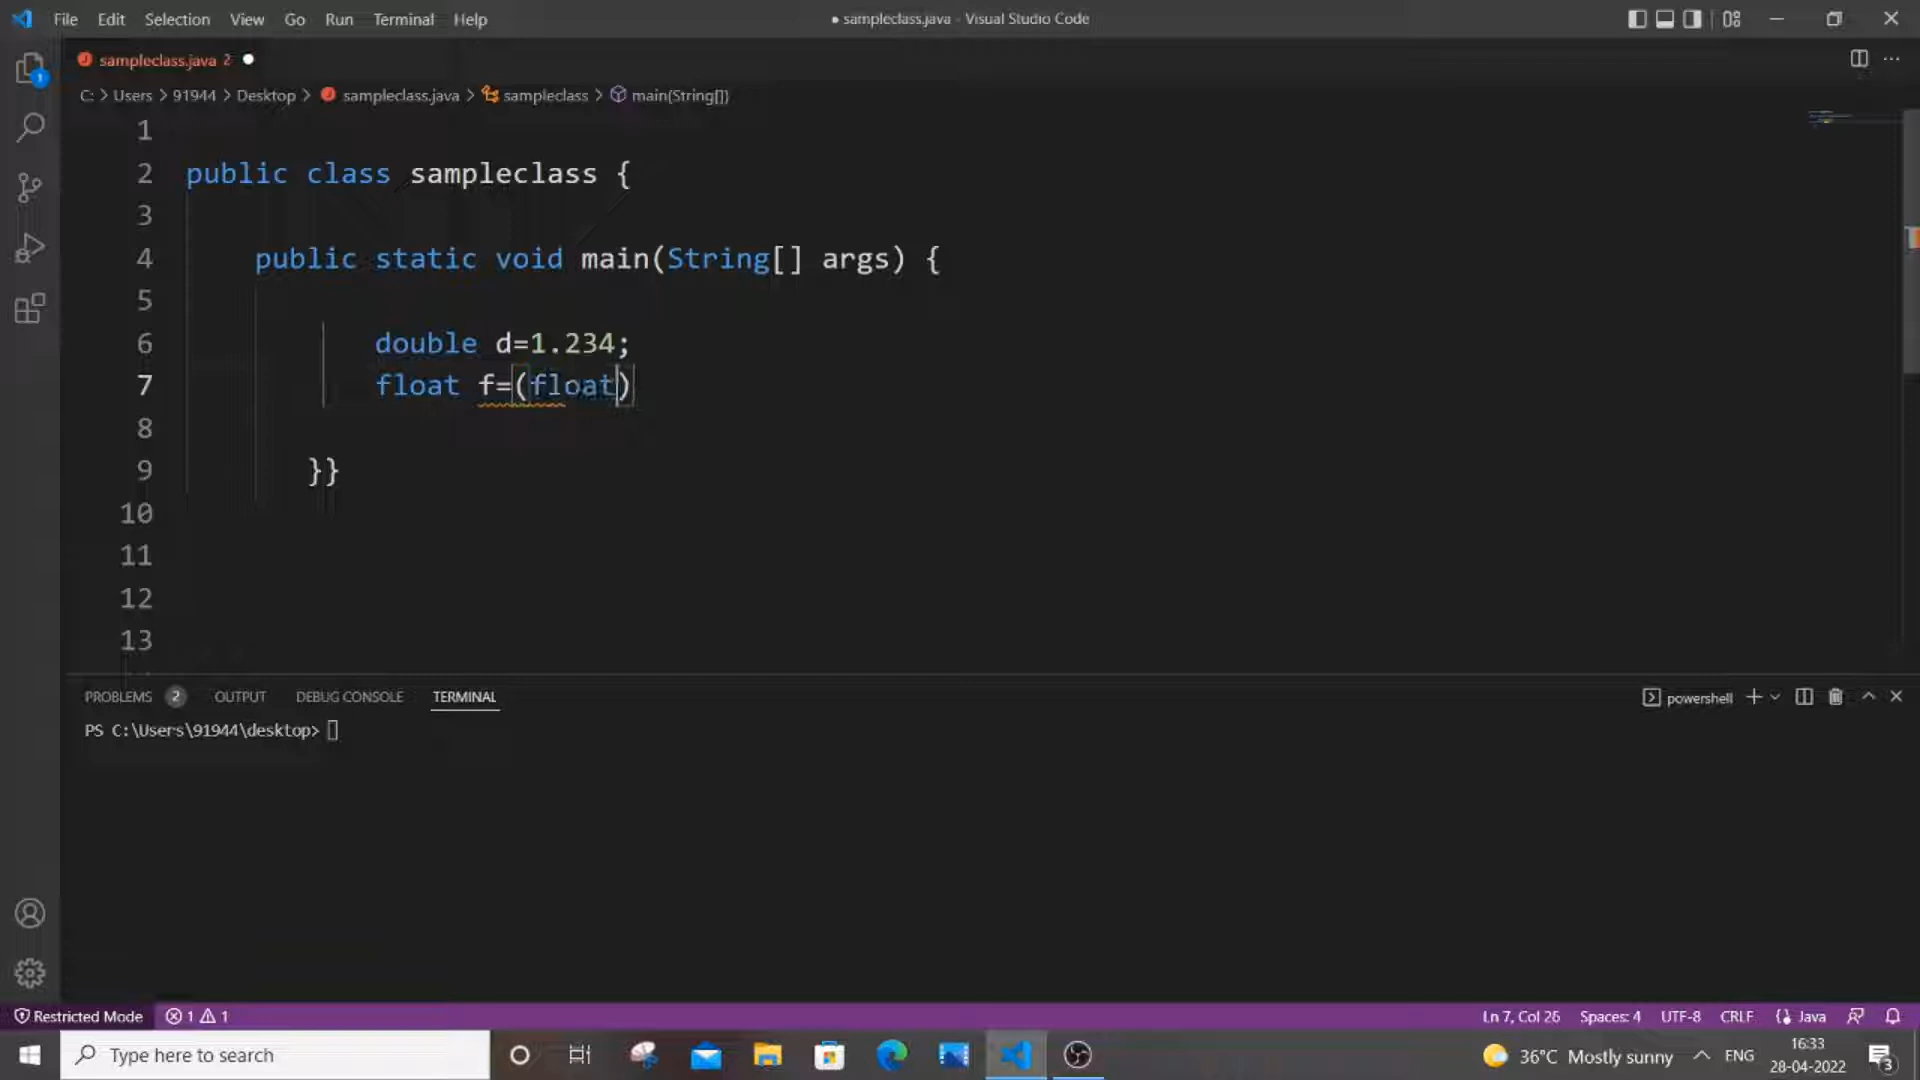 File Edit Selection View Go Run Terminal Help
● sampleclass.java - Visual Studio Code
sampleclass.java 2 ●
C: > Users > 91944 > Desktop > sampleclass.java > sampleclass > main(String[])
1
2 public class sampleclass {
3
4 public static void main(String[] args) {
5
6 double d=1.234;
7 float f=(float)
8
9 }}
10
11
12
13
PROBLEMS 2 OUTPUT DEBUG CONSOLE TERMINAL
powershell
PS C:\Users\91944\desktop>
Restricted Mode 1 1
Ln 7, Col 26 Spaces: 4 UTF-8 CRLF Java
Type here to search
36°C Mostly sunny ENG
16:33
28-04-2022
3
1